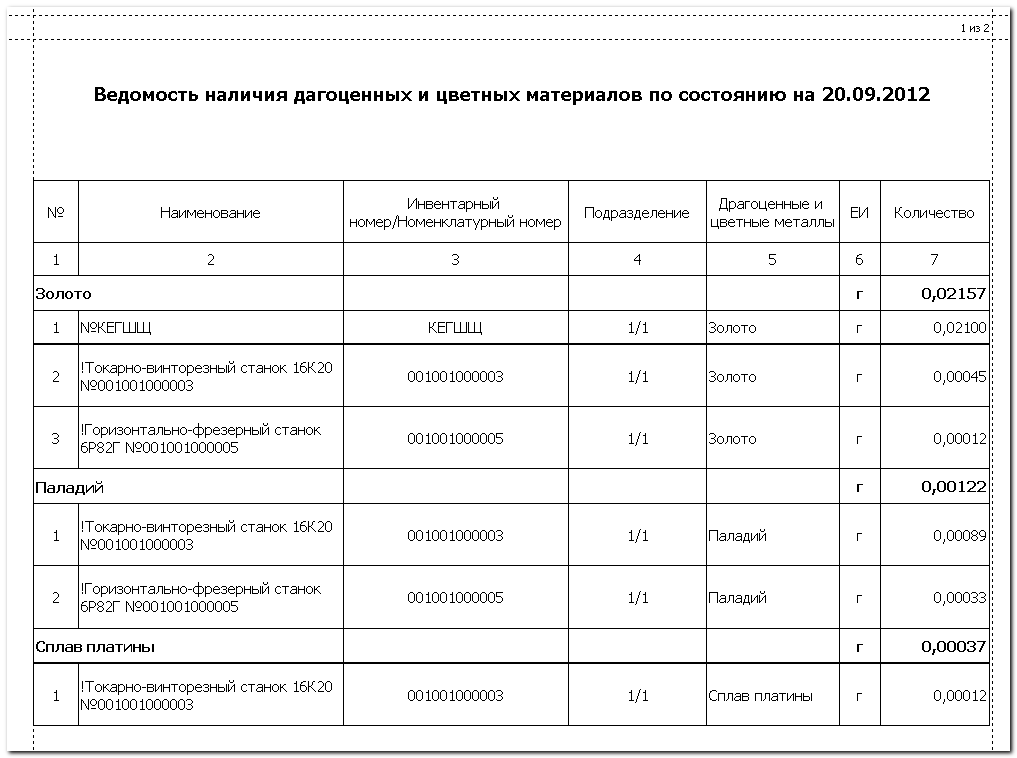 1 из 2
Ведомость наличия дагоценных и цветных материалов по состоянию на 20.09.2012
№ Наименование Инвентарный номер/Номенклатурный номер Подразделение Драгоценные и цветные металлы ЕИ Количество
1 2 3 4 5 6 7
Золото г 0,02157
1 №КЕГШЩ КЕГШЩ 1/1 Золото г 0,02100
2 !Токарно-винторезный станок 16К20 №001001000003 001001000003 1/1 Золото г 0,00045
3 !Горизонтально-фрезерный станок 6Р82Г №001001000005 001001000005 1/1 Золото г 0,00012
Паладий г 0,00122
1 !Токарно-винторезный станок 16К20 №001001000003 001001000003 1/1 Паладий г 0,00089
2 !Горизонтально-фрезерный станок 6Р82Г №001001000005 001001000005 1/1 Паладий г 0,00033
Сплав платины г 0,00037
1 !Токарно-винторезный станок 16К20 №001001000003 001001000003 1/1 Сплав платины г 0,00012